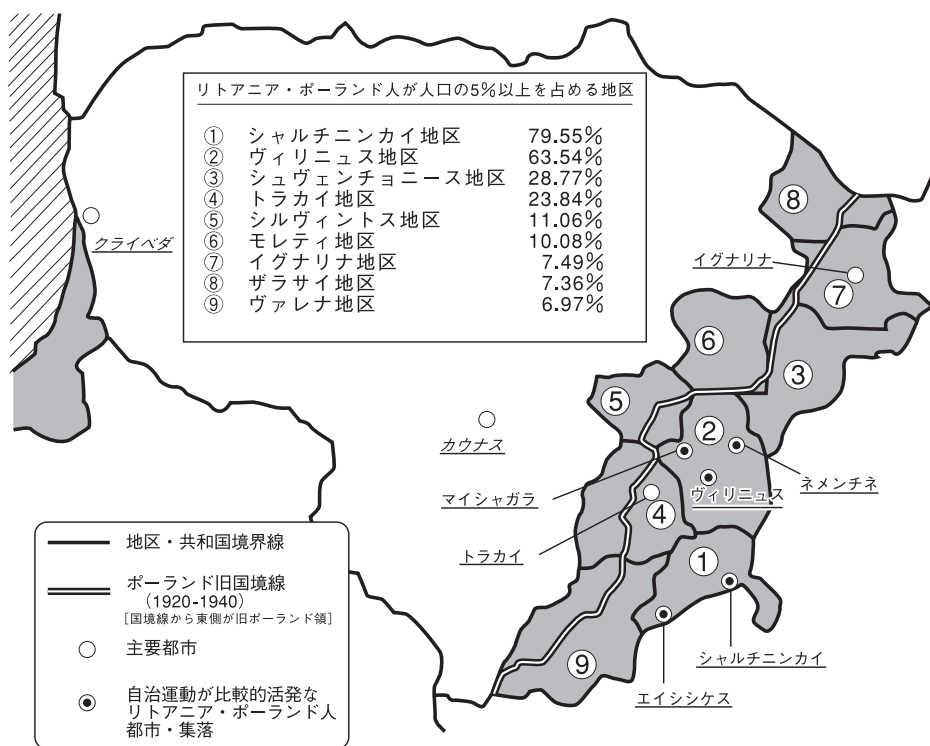 リトアニア・ポーランド人が人口の5%以上を占める地区
① シャルチニンカイ地区 79.55%
② ヴィリニュス地区 63.54%
③ シュヴェンチョニース地区 28.77%
④ トラカイ地区 23.84%
⑤ シルヴィントス地区 11.06%
⑥ モレティ地区 10.08%
⑦ イグナリナ地区 7.49%
⑧ ザラサイ地区 7.36%
⑨ ヴァレナ地区 6.97%
⑧
クライペダ
イグナリナ
⑦
⑥
③
⑤
②
カウナス
マイシャガラ
ネメンチネ
ヴィリニュス
④
トラカイ
①
シャルチニンカイ
⑨
エイシシケス
地区・共和国境界線
ポーランド旧国境線
(1920-1940)
[国境線から東側が旧ポーランド領]
主要都市
自治運動が比較的活発な
リトアニア・ポーランド人
都市・集落